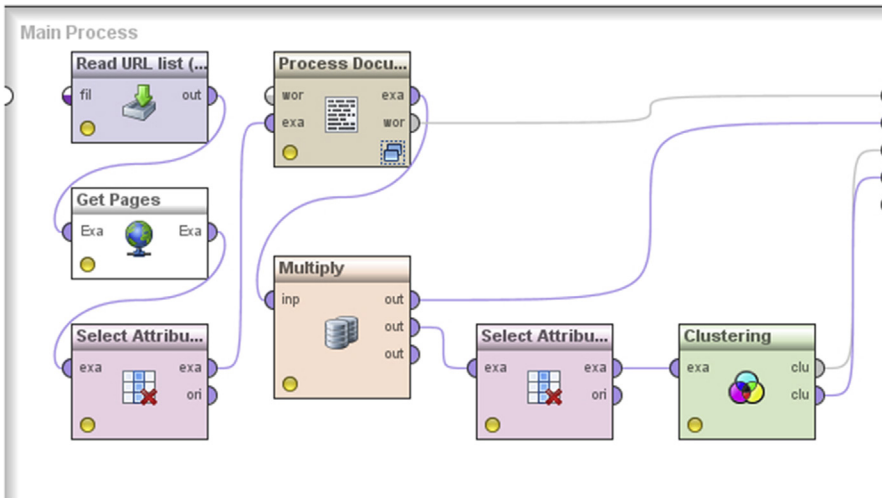 Main Process
Read URL list (...
fil out
Process Docu...
wor exa
exa wor
Get Pages
Exa Exa
Multiply
inp out
out
out
Select Attribu...
exa exa
ori
Select Attribu...
exa exa
ori
Clustering
exa clu
clu